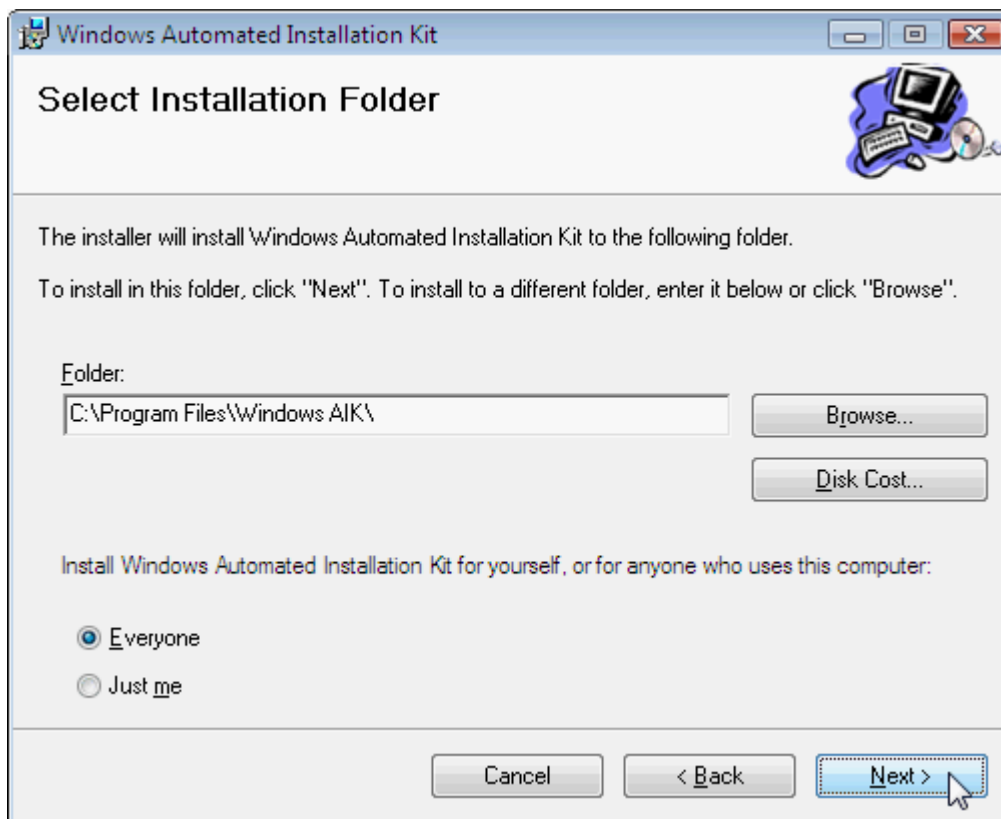 Windows Automated Installation Kit
Select Installation Folder
The installer will install Windows Automated Installation Kit to the following folder.
To install in this folder, click "Next". To install to a different folder, enter it below or click "Browse".
Folder:
C:\Program Files\Windows AIK\
Browse...
Disk Cost...
Install Windows Automated Installation Kit for yourself, or for anyone who uses this computer:
Everyone
Just me
Cancel
< Back
Next >